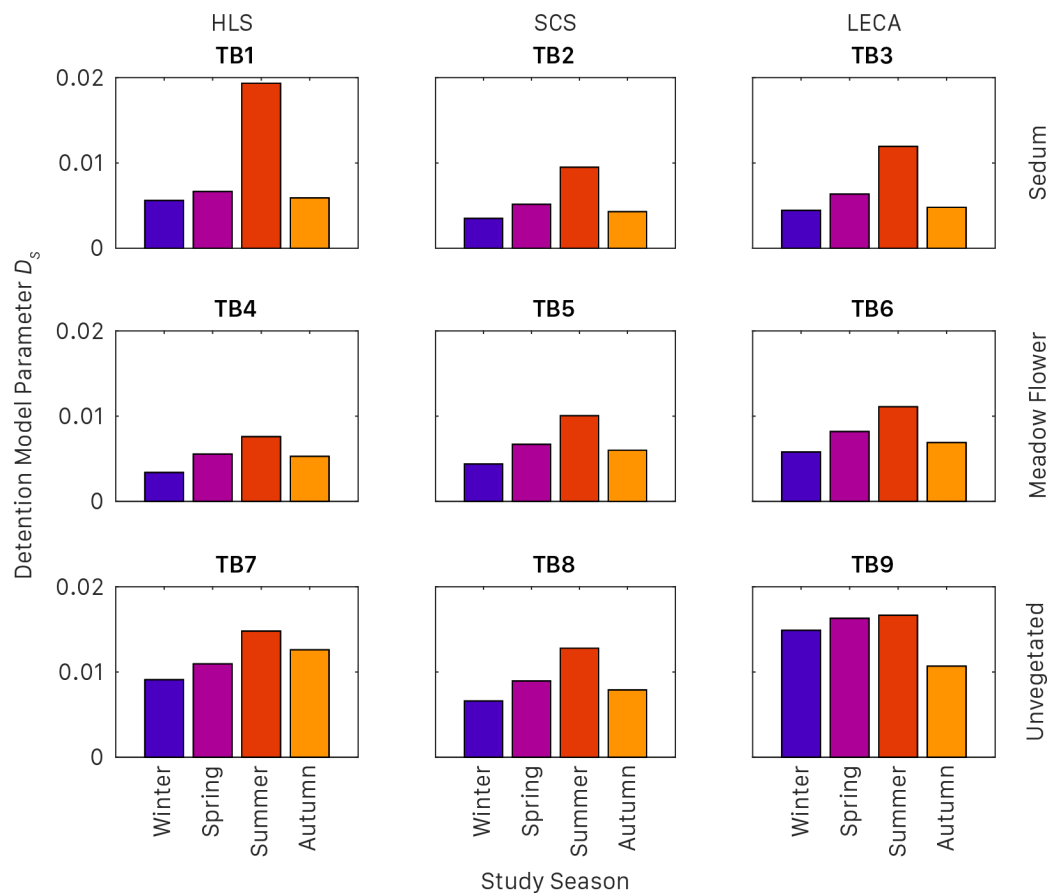 HLS
SCS
LECA
TB1
TB2
TB3
0.02
0.01
0
Sedum
TB4
TB5
TB6
0.02
0.01
0
Meadow Flower
TB7
TB8
TB9
0.02
0.01
0
Unvegetated
Detention Model Parameter Dₛ
Winter
Spring
Summer
Autumn
Winter
Spring
Summer
Autumn
Winter
Spring
Summer
Autumn
Study Season